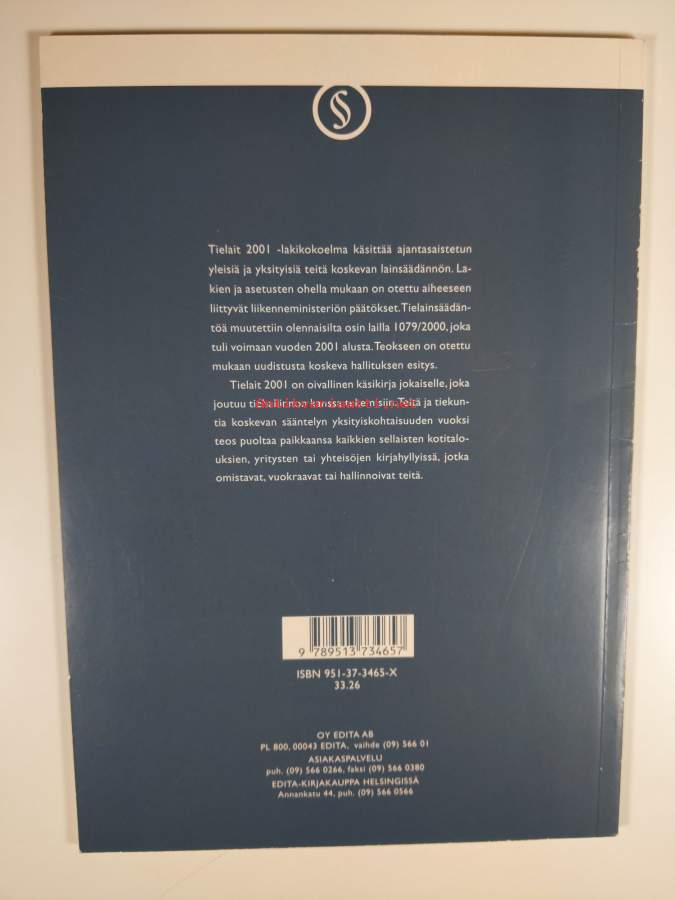 §
Tielait 2001 -lakikokoelma käsittää ajantasaistetun
yleisiä ja yksityisiä teitä koskevan lainsäädännön. La-
kien ja asetusten ohella mukaan on otettu aiheeseen
liittyvät liikenneministeriön päätökset. Tielainsäädän-
töä muutettiin olennaisilta osin lailla 1079/2000, joka
tuli voimaan vuoden 2001 alusta. Teokseen on otettu
mukaan uudistusta koskeva hallituksen esitys.
Tielait 2001 on oivallinen käsikirja jokaiselle, joka
joutuu tekemisiin. Teitä ja tiekun-
tia koskevan sääntelyn yksityiskohtaisuuden vuoksi
teos puoltaa paikkaansa kaikkien sellaisten kotitalo-
uksien, yritysten tai yhteisöjen kirjahyllyissä, jotka
omistavat, vuokraavat tai hallinnoivat teitä.
9 789513 734657
ISBN 951-37-3465-X
33.26
OY EDITA AB
PL 800, 00043 EDITA, vaihde (09) 566 01
ASIAKASPALVELU
puh. (09) 566 0266, faksi (09) 566 0380
EDITA-KIRJAKAUPPA HELSINGISSÄ
Annankatu 44, puh. (09) 566 0566